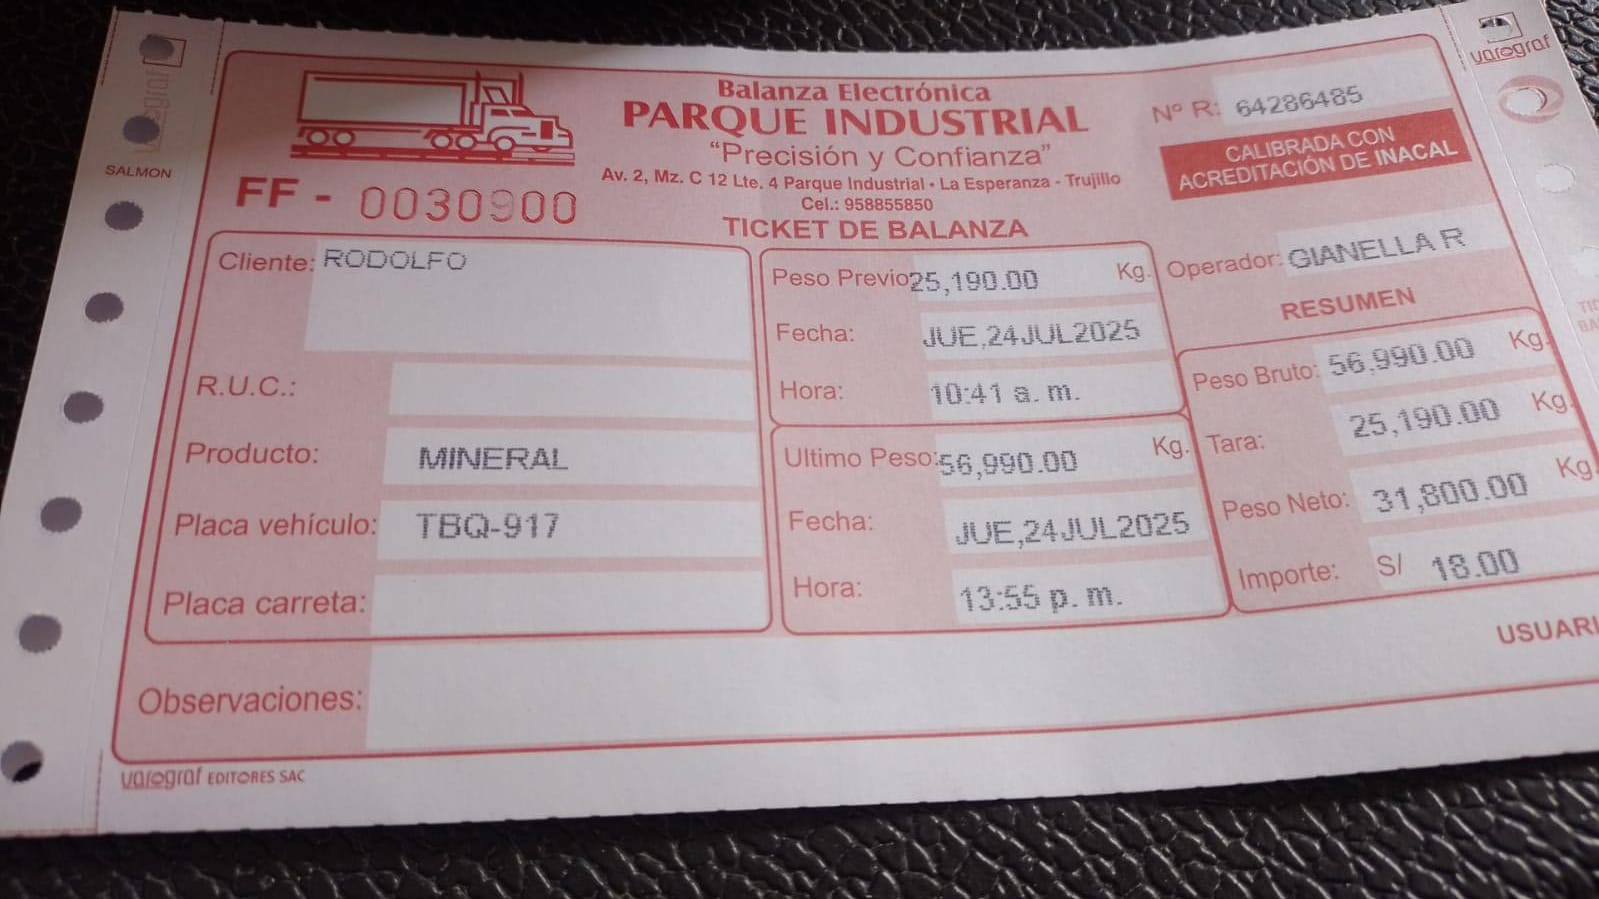 varograf
varograf
SALMON
Balanza Electrónica
PARQUE INDUSTRIAL
"Precisión y Confianza"
Av. 2, Mz. C 12 Lte. 4 Parque Industrial • La Esperanza - Trujillo
Cel.: 958855850
Nº R: 64286485
CALIBRADA CON
ACREDITACIÓN DE INACAL
FF - 0030900
TICKET DE BALANZA
Cliente: RODOLFO
R.U.C.:
Producto: MINERAL
Placa vehículo: TBQ-917
Placa carreta:
Peso Previo 25,190.00 Kg.
Fecha: JUE,24JUL2025
Hora: 10:41 a. m.
Ultimo Peso: 56,990.00 Kg.
Fecha: JUE,24JUL2025
Hora: 13:55 p. m.
Operador: GIANELLA R
RESUMEN
Peso Bruto: 56,990.00 Kg.
Tara: 25,190.00 Kg.
Peso Neto: 31,800.00 Kg.
Importe: S/ 18.00
USUARI
Observaciones:
varograf EDITORES SAC